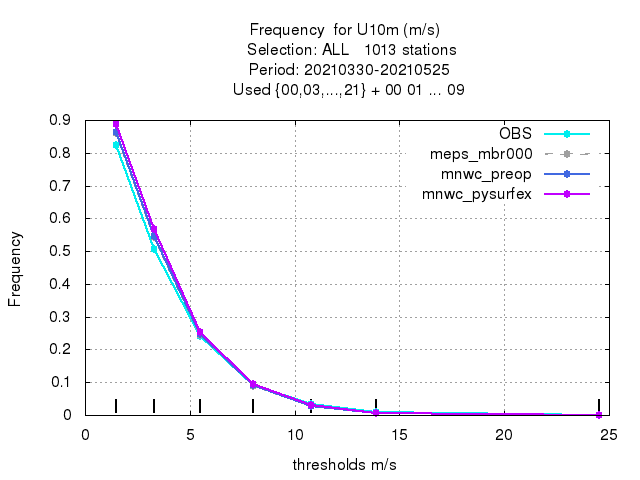 Frequency  for U10m (m/s)
Selection: ALL   1013 stations
Period: 20210330-20210525
Used {00,03,...,21} + 00 01 ... 09
OBS
meps_mbr000
mnwc_preop
mnwc_pysurfex
Frequency
0.9
0.8
0.7
0.6
0.5
0.4
0.3
0.2
0.1
0
0 5 10 15 20 25
thresholds m/s